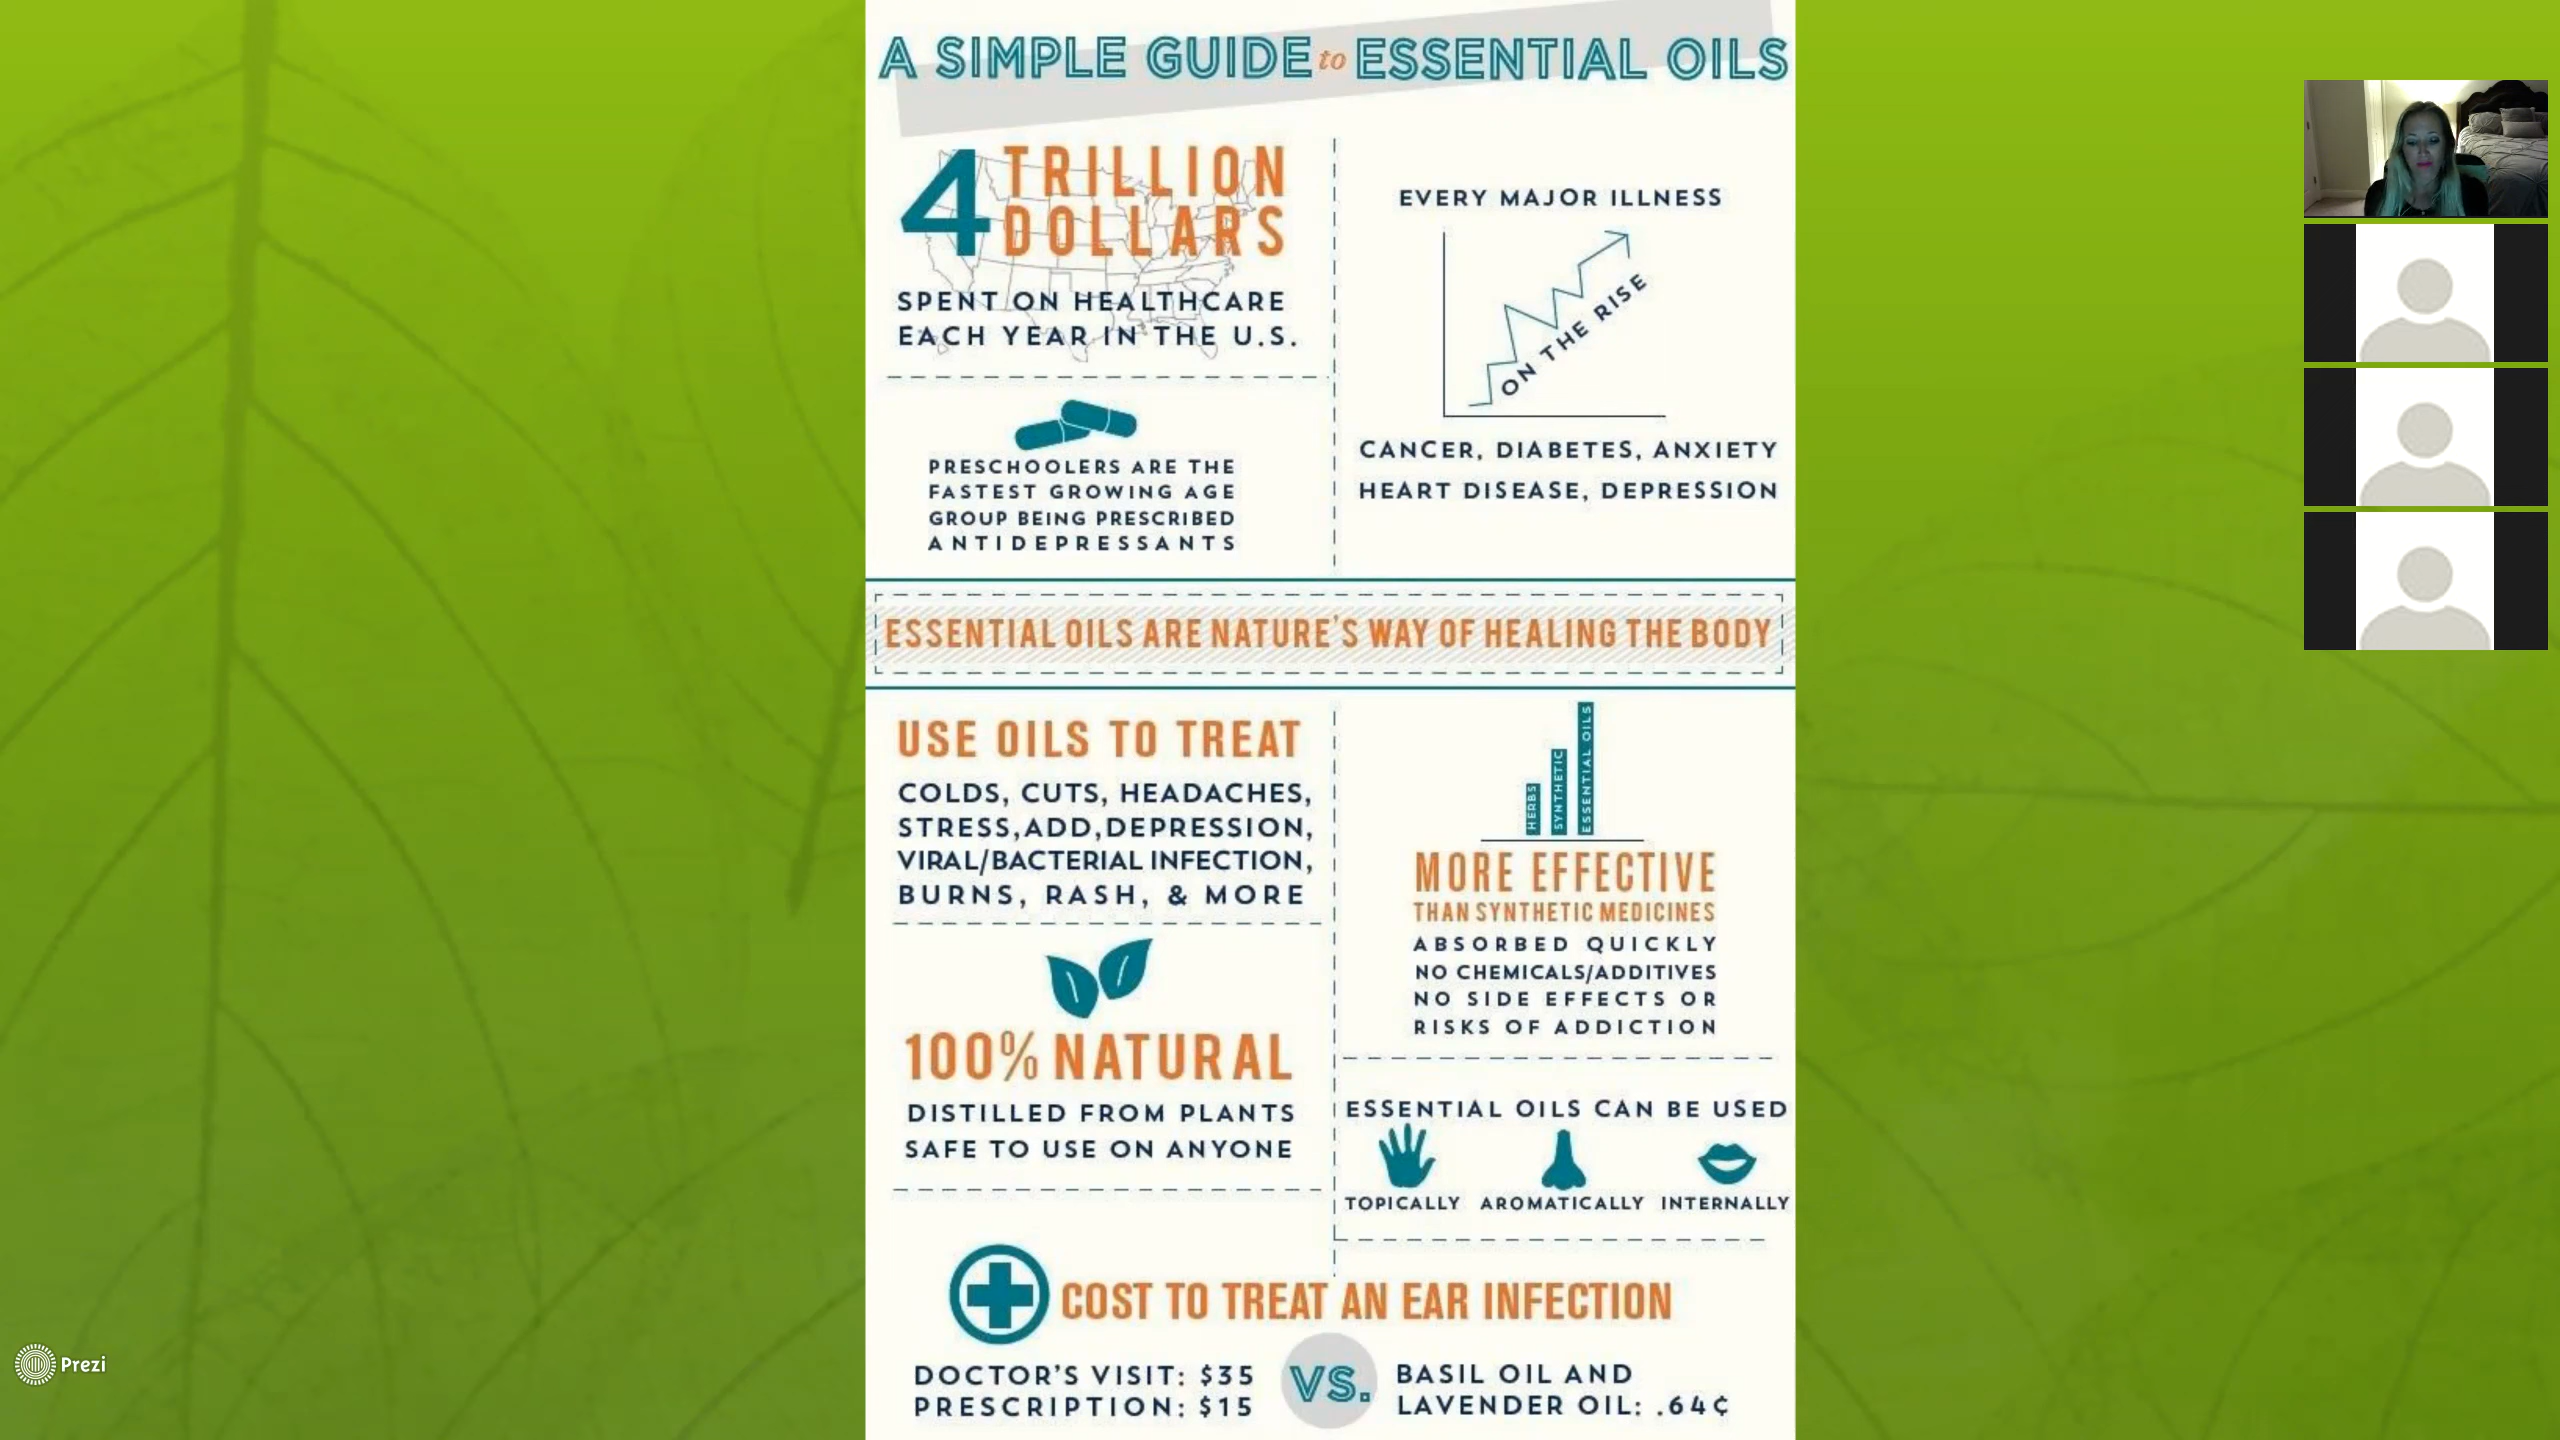 A SIMPLE GUIDE to ESSENTIAL OILS
4 TRILLION
DOLLARS
SPENT ON HEALTHCARE
EACH YEAR IN THE U.S.
EVERY MAJOR ILLNESS
ON THE RISE
CANCER, DIABETES, ANXIETY
HEART DISEASE, DEPRESSION
PRESCHOOLERS ARE THE
FASTEST GROWING AGE
GROUP BEING PRESCRIBED
ANTIDEPRESSANTS
ESSENTIAL OILS ARE NATURE'S WAY OF HEALING THE BODY
USE OILS TO TREAT
COLDS, CUTS, HEADACHES,
STRESS, ADD, DEPRESSION,
VIRAL/BACTERIAL INFECTION,
BURNS, RASH, & MORE
HERBS
SYNTHETIC
ESSENTIAL OILS
MORE EFFECTIVE
THAN SYNTHETIC MEDICINES
ABSORBED QUICKLY
NO CHEMICALS/ADDITIVES
NO SIDE EFFECTS OR
RISKS OF ADDICTION
100% NATURAL
DISTILLED FROM PLANTS
SAFE TO USE ON ANYONE
ESSENTIAL OILS CAN BE USED
TOPICALLY AROMATICALLY INTERNALLY
COST TO TREAT AN EAR INFECTION
DOCTOR'S VISIT: $35
PRESCRIPTION: $15
VS.
BASIL OIL AND
LAVENDER OIL: .64¢
Prezi